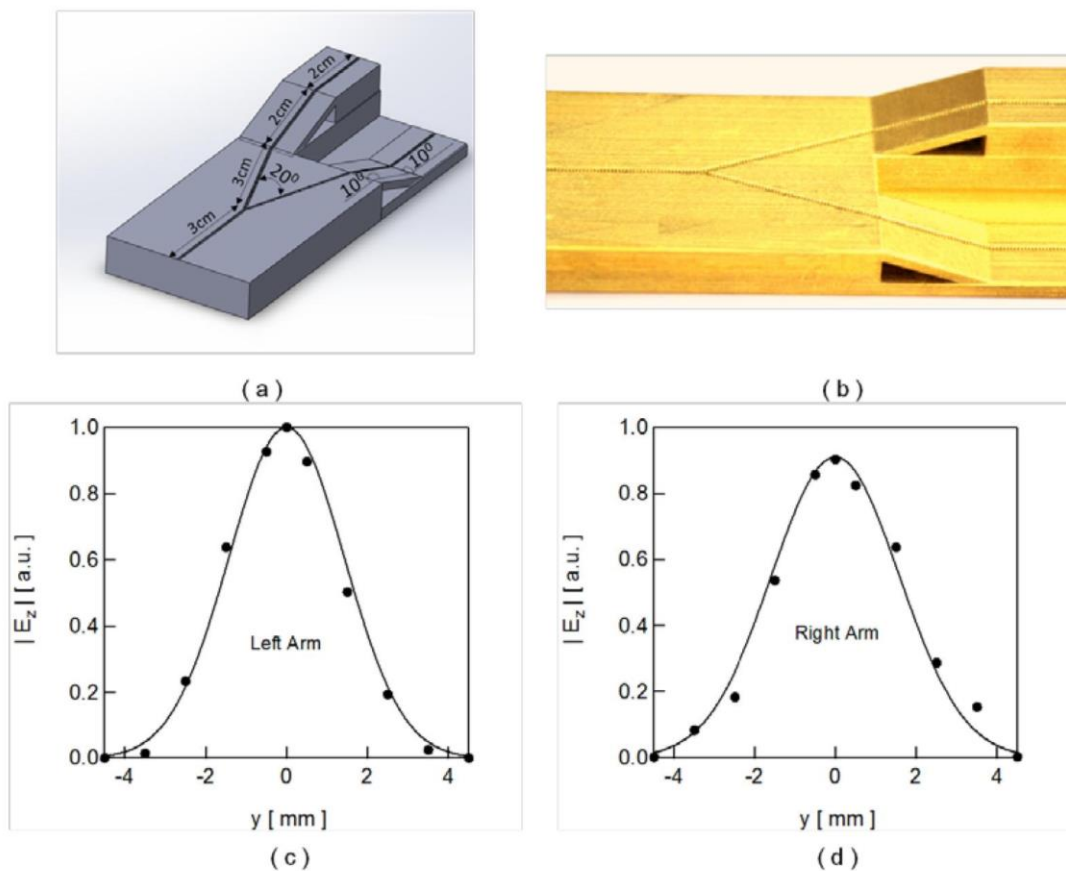 2cm
2cm
3cm
20⁰
10⁰
10⁰
3cm
( a )
( b )
1.0
0.8
0.6
0.4
0.2
0.0
| E_z | [ a.u. ]
Left Arm
-4
-2
0
2
4
y [ mm ]
( c )
1.0
0.8
0.6
0.4
0.2
0.0
| E_z | [ a.u. ]
Right Arm
-4
-2
0
2
4
y [ mm ]
( d )